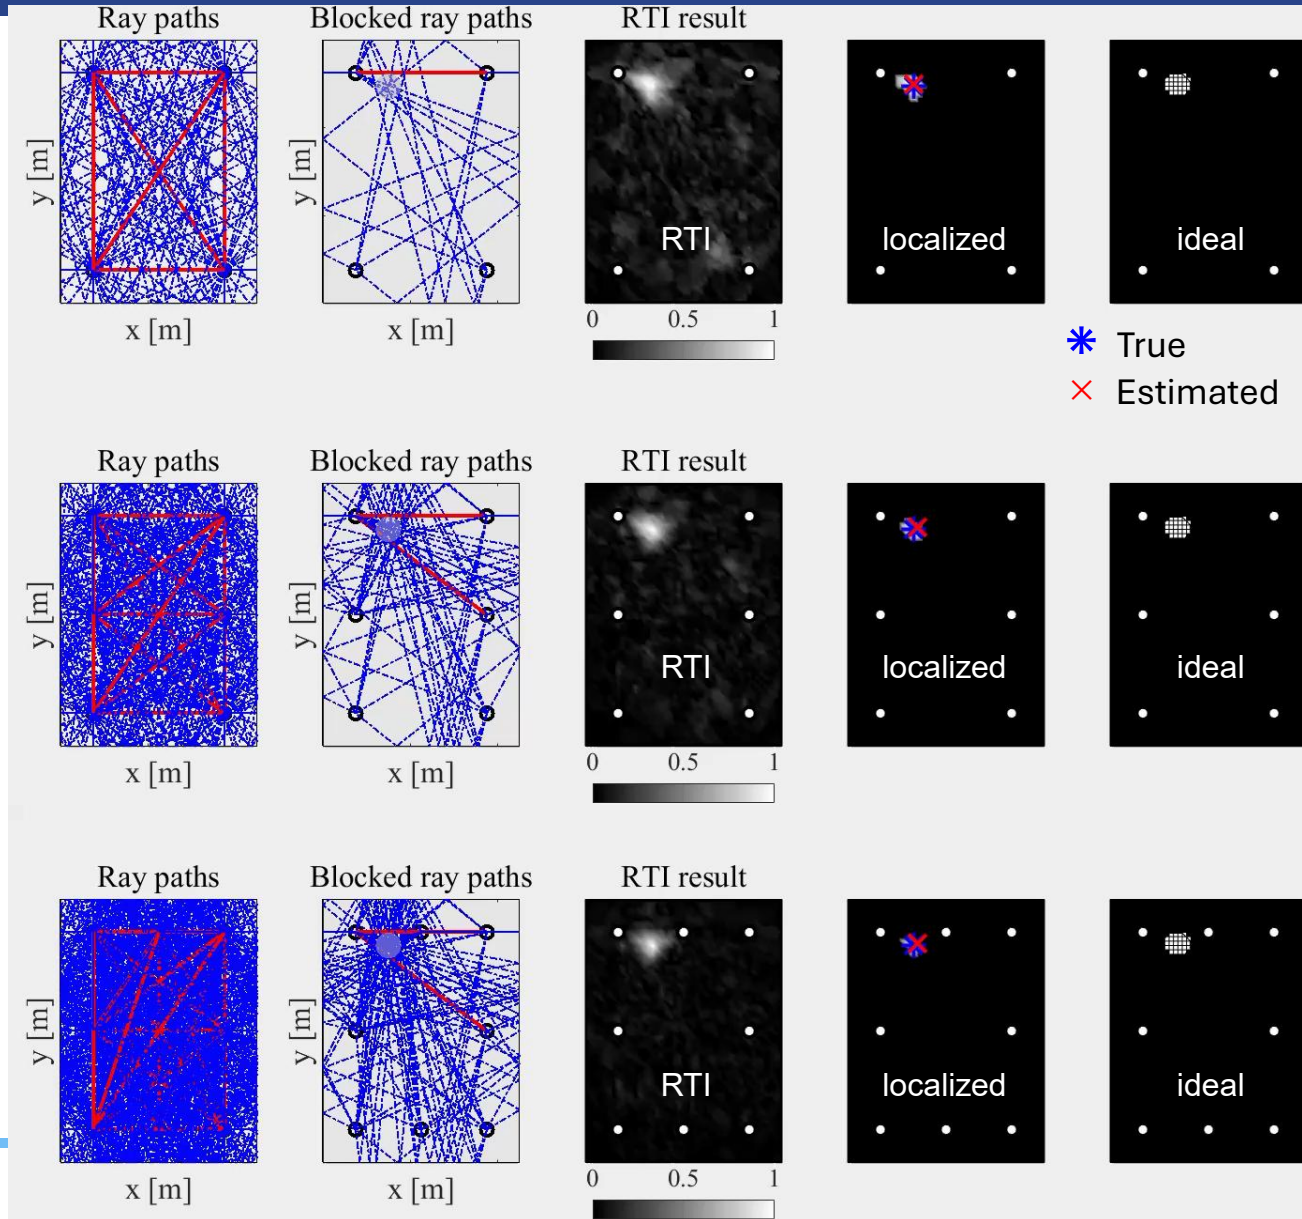 Ray paths Blocked ray paths RTI result
y [m] y [m] RTI localized ideal
x [m] x [m] 0 0.5 1
True
Estimated
Ray paths Blocked ray paths RTI result
y [m] y [m] RTI localized ideal
x [m] x [m] 0 0.5 1
Ray paths Blocked ray paths RTI result
y [m] y [m] RTI localized ideal
x [m] x [m] 0 0.5 1